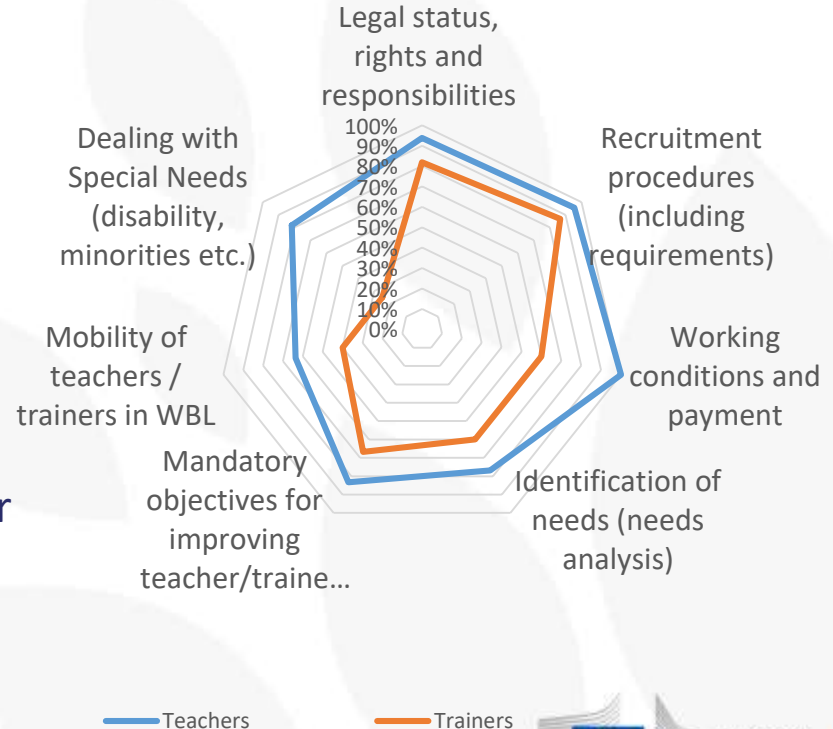 Legal status,
rights and
responsibilities
100%
90%
80%
70%
60%
50%
40%
30%
20%
10%
0%
Recruitment
procedures
(including
requirements)
Working
conditions and
payment
Identification of
needs (needs
analysis)
Mandatory
objectives for
improving
teacher/traine...
Mobility of
teachers /
trainers in WBL
Dealing with
Special Needs
(disability,
minorities etc.)
r
Teachers
Trainers